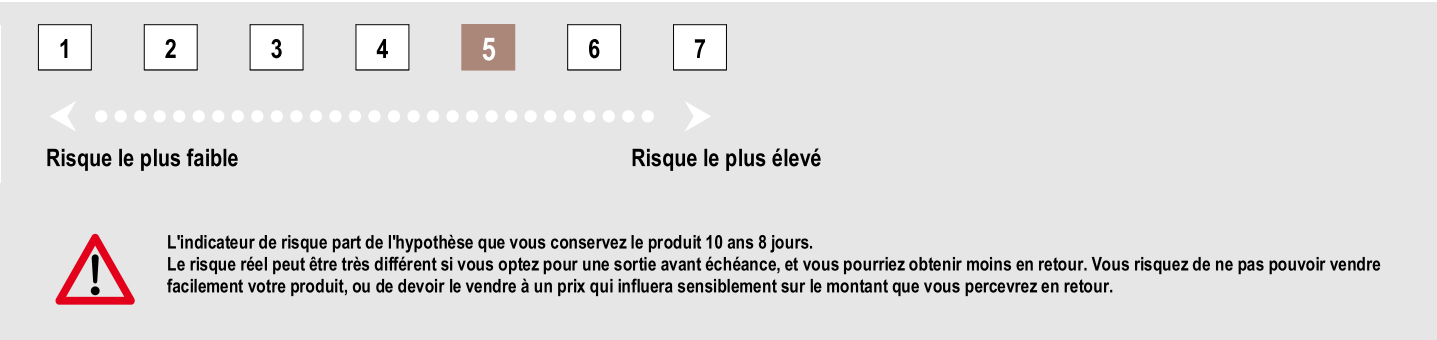 1 2 3 4 5 6 7
Risque le plus faible Risque le plus élevé
L'indicateur de risque part de l'hypothèse que vous conservez le produit 10 ans 8 jours.
Le risque réel peut être très différent si vous optez pour une sortie avant échéance, et vous pourriez obtenir moins en retour. Vous risquez de ne pas pouvoir vendre
facilement votre produit, ou de devoir le vendre à un prix qui influera sensiblement sur le montant que vous percevrez en retour.